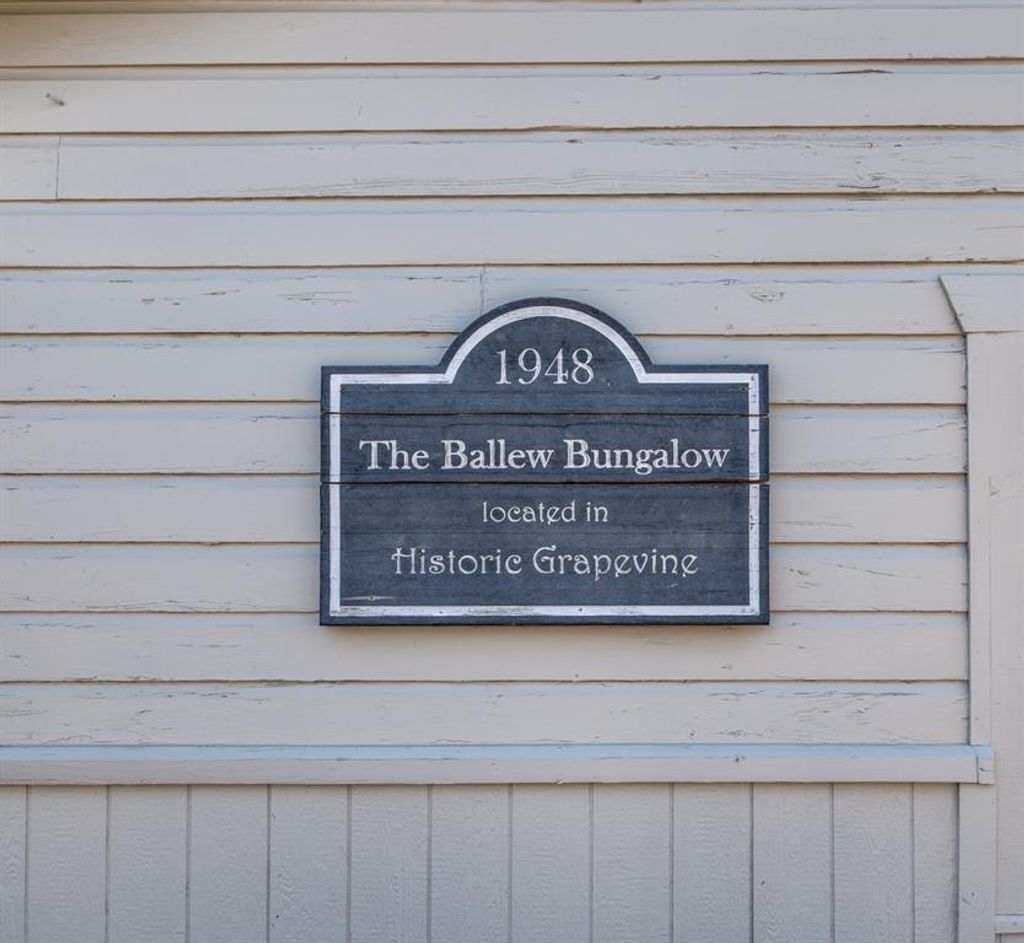 1948
The Ballew Bungalow
located in
Historic Grapevine